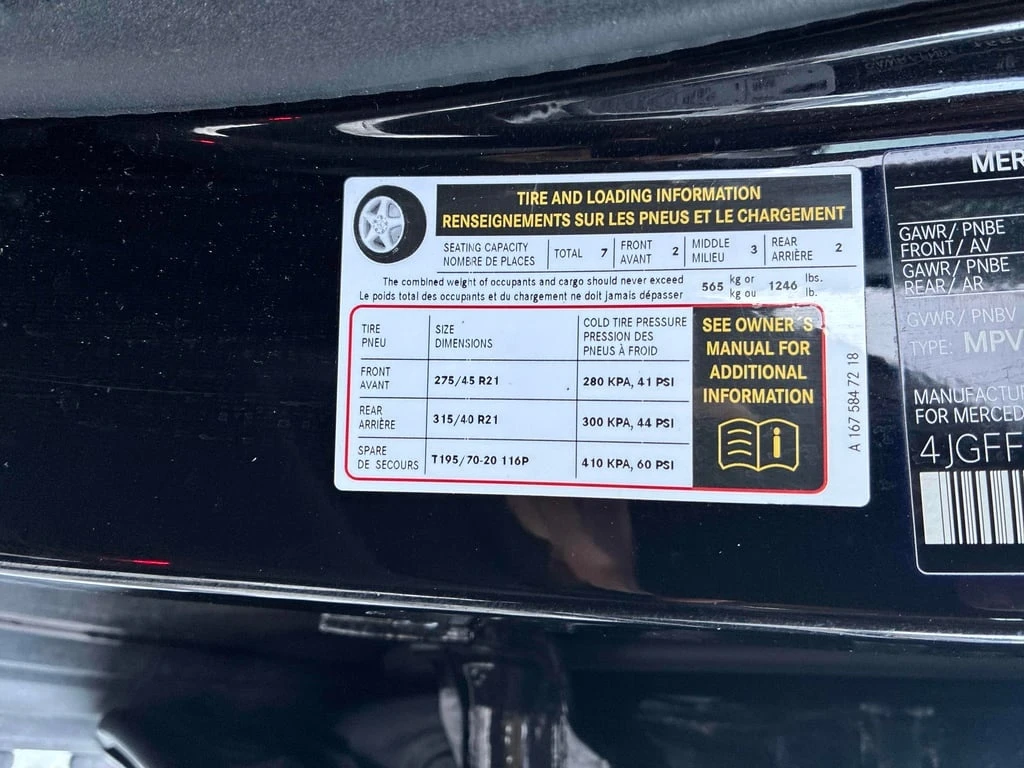 TIRE AND LOADING INFORMATION
RENSEIGNEMENTS SUR LES PNEUS ET LE CHARGEMENT
SEATING CAPACITY
NOMBRE DE PLACES
TOTAL 7
FRONT
AVANT 2
MIDDLE
MILIEU 3
REAR
ARRIÈRE 2
The combined weight of occupants and cargo should never exceed
Le poids total des occupants et du chargement ne doit jamais dépasser
565 kg or 1246 lbs.
kg ou lb.
TIRE
PNEU
SIZE
DIMENSIONS
COLD TIRE PRESSURE
PRESSION DES
PNEUS À FROID
FRONT
AVANT
275/45 R21
280 KPA, 41 PSI
REAR
ARRIÈRE
315/40 R21
300 KPA, 44 PSI
SPARE
DE SECOURS
T195/70-20 116P
410 KPA, 60 PSI
SEE OWNER´S
MANUAL FOR
ADDITIONAL
INFORMATION
A 167 584 72 18
MER
GAWR/ PNBE
FRONT/ AV
GAWR/ PNBE
REAR/ AR
GVWR/ PNBV
TYPE: MPV
MANUFACTU
FOR MERCED
4JGFF